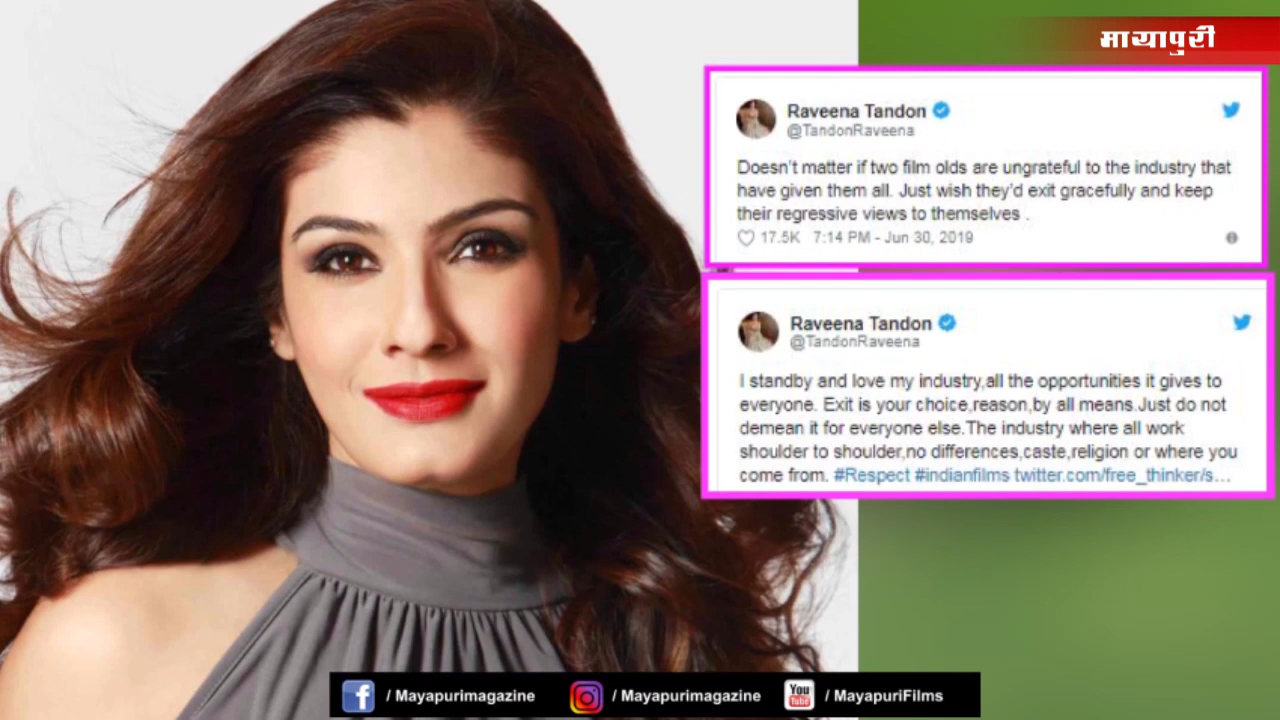 मायापुरी
Raveena Tandon
@TandonRaveena
Doesn't matter if two film olds are ungrateful to the industry that
have given them all. Just wish they'd exit gracefully and keep
their regressive views to themselves .
17.5K 7:14 PM - Jun 30, 2019
Raveena Tandon
@TandonRaveena
I standby and love my industry,all the opportunities it gives to
everyone. Exit is your choice,reason,by all means.Just do not
demean it for everyone else.The industry where all work
shoulder to shoulder,no differences,caste,religion or where you
come from. #Respect #indianfilms twitter.com/free_thinker/s...
/ Mayapurimagazine
/ Mayapurimagazine
You Tube
/ MayapuriFilms